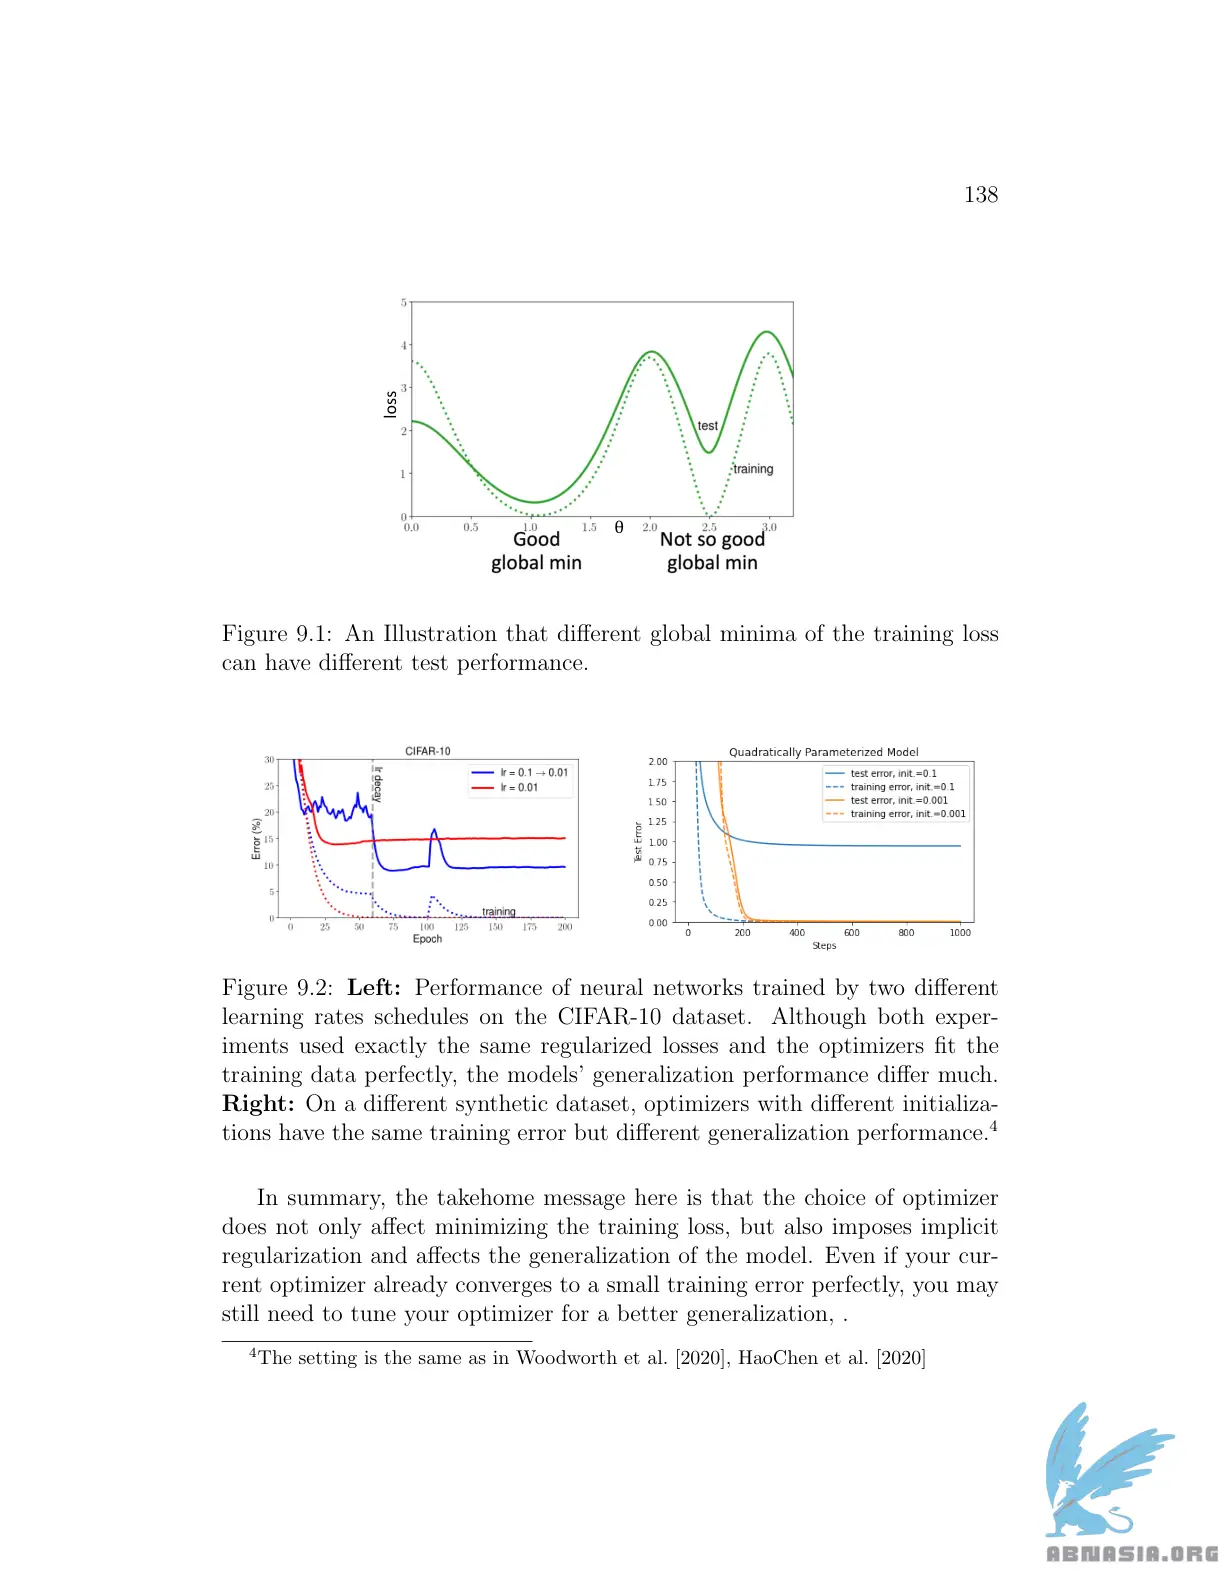 138
5
4
3
2
1
0
loss
test
training
0.0 0.5 1.0 1.5 θ 2.0 2.5 3.0
Good
global min
Not so good
global min
Figure 9.1: An Illustration that different global minima of the training loss
can have different test performance.
CIFAR-10
30
25
20
15
10
5
0
Error (%)
lr decay
lr = 0.1 → 0.01
lr = 0.01
training
0 25 50 75 100 125 150 175 200
Epoch
Quadratically Parameterized Model
2.00
1.75
1.50
1.25
1.00
0.75
0.50
0.25
0.00
Test Error
test error, init.=0.1
training error, init.=0.1
test error, init.=0.001
training error, init.=0.001
0 200 400 600 800 1000
Steps
Figure 9.2: Left: Performance of neural networks trained by two different
learning rates schedules on the CIFAR-10 dataset. Although both exper-
iments used exactly the same regularized losses and the optimizers fit the
training data perfectly, the models’ generalization performance differ much.
Right: On a different synthetic dataset, optimizers with different initializa-
tions have the same training error but different generalization performance.4
In summary, the takehome message here is that the choice of optimizer
does not only affect minimizing the training loss, but also imposes implicit
regularization and affects the generalization of the model. Even if your cur-
rent optimizer already converges to a small training error perfectly, you may
still need to tune your optimizer for a better generalization, .
4The setting is the same as in Woodworth et al. [2020], HaoChen et al. [2020]
ABNASIA.ORG